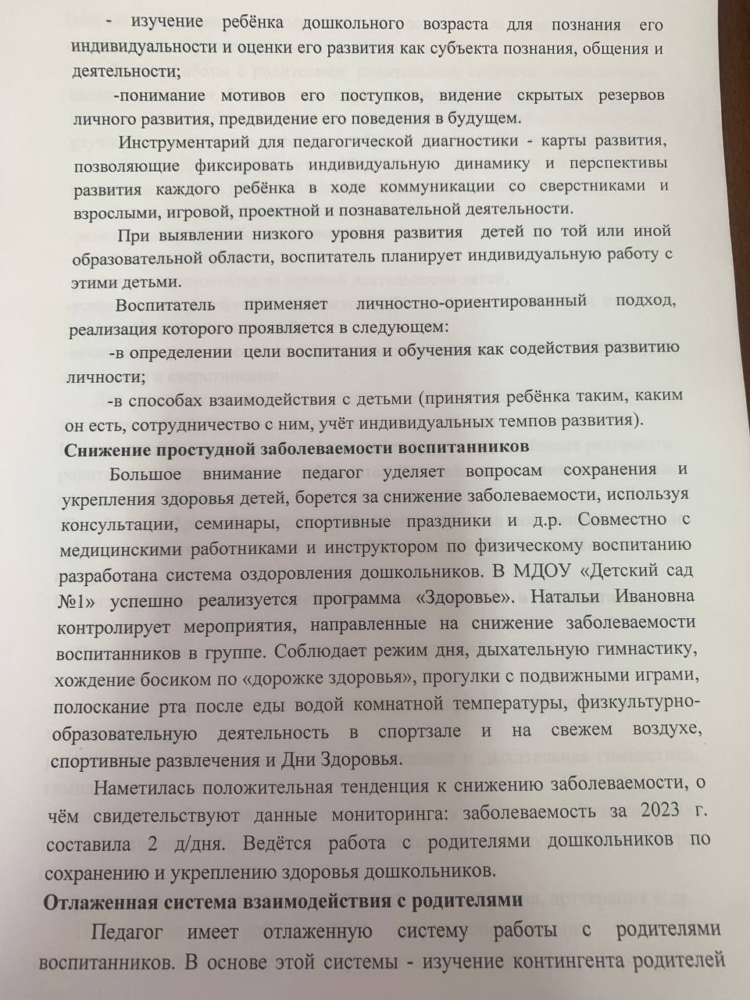 - изучение ребёнка дошкольного возраста для познания его
индивидуальности и оценки его развития как субъекта познания, общения и
деятельности;
-понимание мотивов его поступков, видение скрытых резервов
личного развития, предвидение его поведения в будущем.
Инструментарий для педагогической диагностики - карты развития,
позволяющие фиксировать индивидуальную динамику и перспективы
развития каждого ребёнка в ходе коммуникации со сверстниками и
взрослыми, игровой, проектной и познавательной деятельности.
При выявлении низкого уровня развития детей по той или иной
образовательной области, воспитатель планирует индивидуальную работу с
этими детьми.
Воспитатель применяет личностно-ориентированный подход,
реализация которого проявляется в следующем:
-в определении цели воспитания и обучения как содействия развитию
личности;
-в способах взаимодействия с детьми (принятия ребёнка таким, каким
он есть, сотрудничество с ним, учёт индивидуальных темпов развития).
Снижение простудной заболеваемости воспитанников
Большое внимание педагог уделяет вопросам сохранения и
укрепления здоровья детей, борется за снижение заболеваемости, используя
консультации, семинары, спортивные праздники и д.р. Совместно с
медицинскими работниками и инструктором по физическому воспитанию
разработана система оздоровления дошкольников. В МДОУ «Детский сад
№1» успешно реализуется программа «Здоровье». Натальи Ивановна
контролирует мероприятия, направленные на снижение заболеваемости
воспитанников в группе. Соблюдает режим дня, дыхательную гимнастику,
хождение босиком по «дорожке здоровья», прогулки с подвижными играми,
полоскание рта после еды водой комнатной температуры, физкультурно-
образовательную деятельность в спортзале и на свежем воздухе,
спортивные развлечения и Дни Здоровья.
Наметилась положительная тенденция к снижению заболеваемости, о
чём свидетельствуют данные мониторинга: заболеваемость за 2023 г.
составила 2 д/дня. Ведётся работа с родителями дошкольников по
сохранению и укреплению здоровья дошкольников.
Отлаженная система взаимодействия с родителями
Педагог имеет отлаженную систему работы с родителями
воспитанников. В основе этой системы - изучение контингента родителей